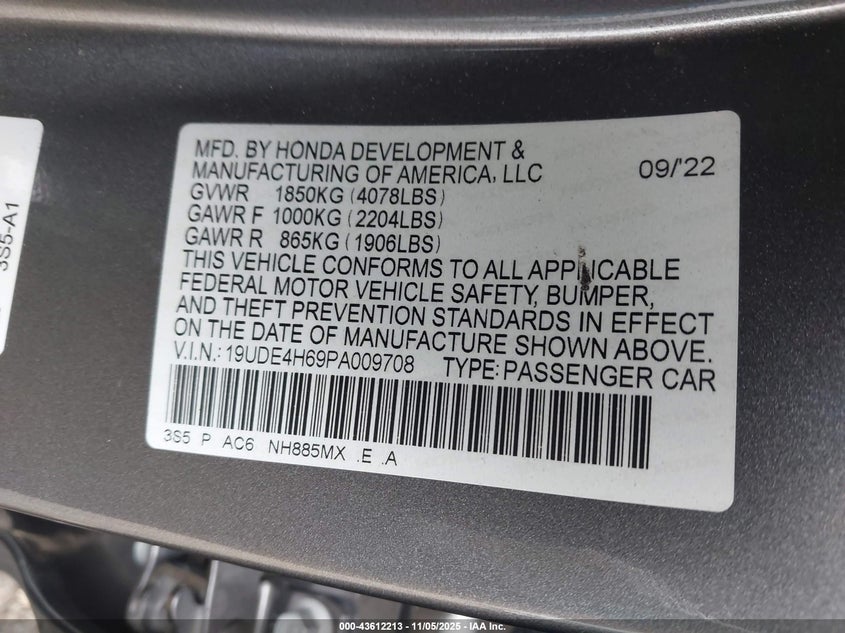 MFD. BY HONDA DEVELOPMENT &
MANUFACTURING OF AMERICA, LLC 09/'22
GVWR 1850KG (4078LBS)
GAWR F 1000KG (2204LBS)
GAWR R 865KG (1906LBS)
THIS VEHICLE CONFORMS TO ALL APPLICABLE
FEDERAL MOTOR VEHICLE SAFETY, BUMPER,
AND THEFT PREVENTION STANDARDS IN EFFECT
ON THE DATE OF MANUFACTURE SHOWN ABOVE.
V.I.N.: 19UDE4H69PA009708 TYPE: PASSENGER CAR
3S5 P AC6 NH885MX .E .A
3S5-A1
000-43612213 - 11/05/2025 - IAA Inc.